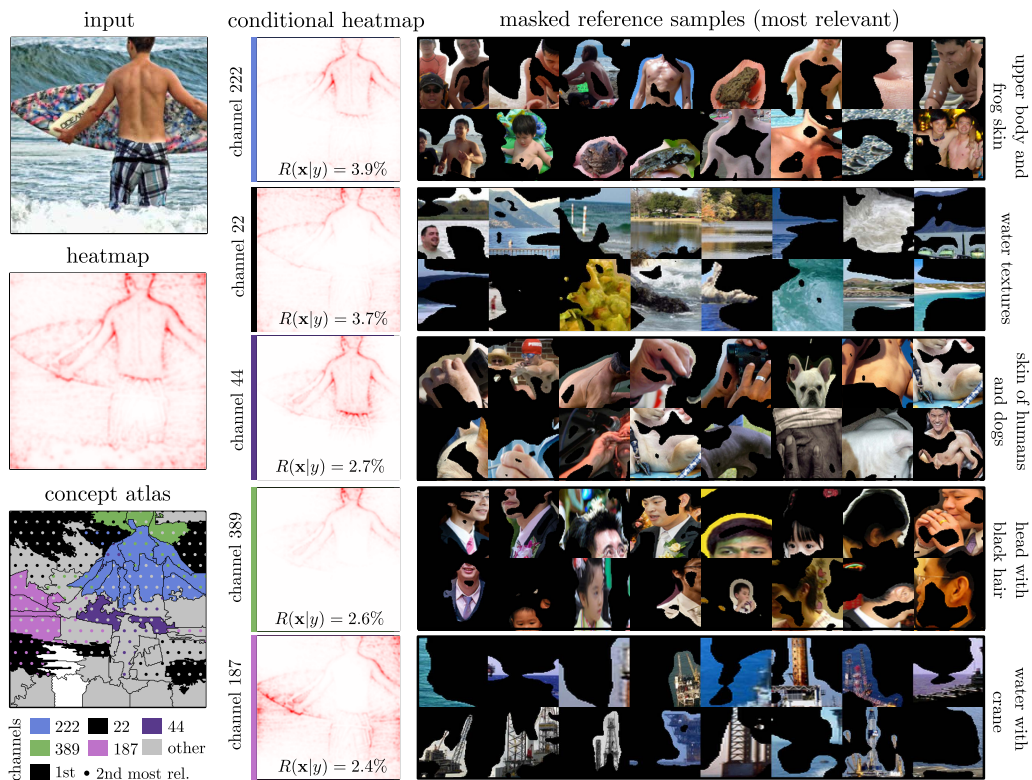 input
conditional heatmap
masked reference samples (most relevant)
channel 222
R(x|y) = 3.9%
upper body and
frog skin
channel 22
R(x|y) = 3.7%
water textures
heatmap
channel 44
R(x|y) = 2.7%
skin of humans
and dogs
concept atlas
channel 389
R(x|y) = 2.6%
head with
black hair
channel 187
R(x|y) = 2.4%
water with
crane
channels
222 22 44
389 187 other
1st • 2nd most rel.